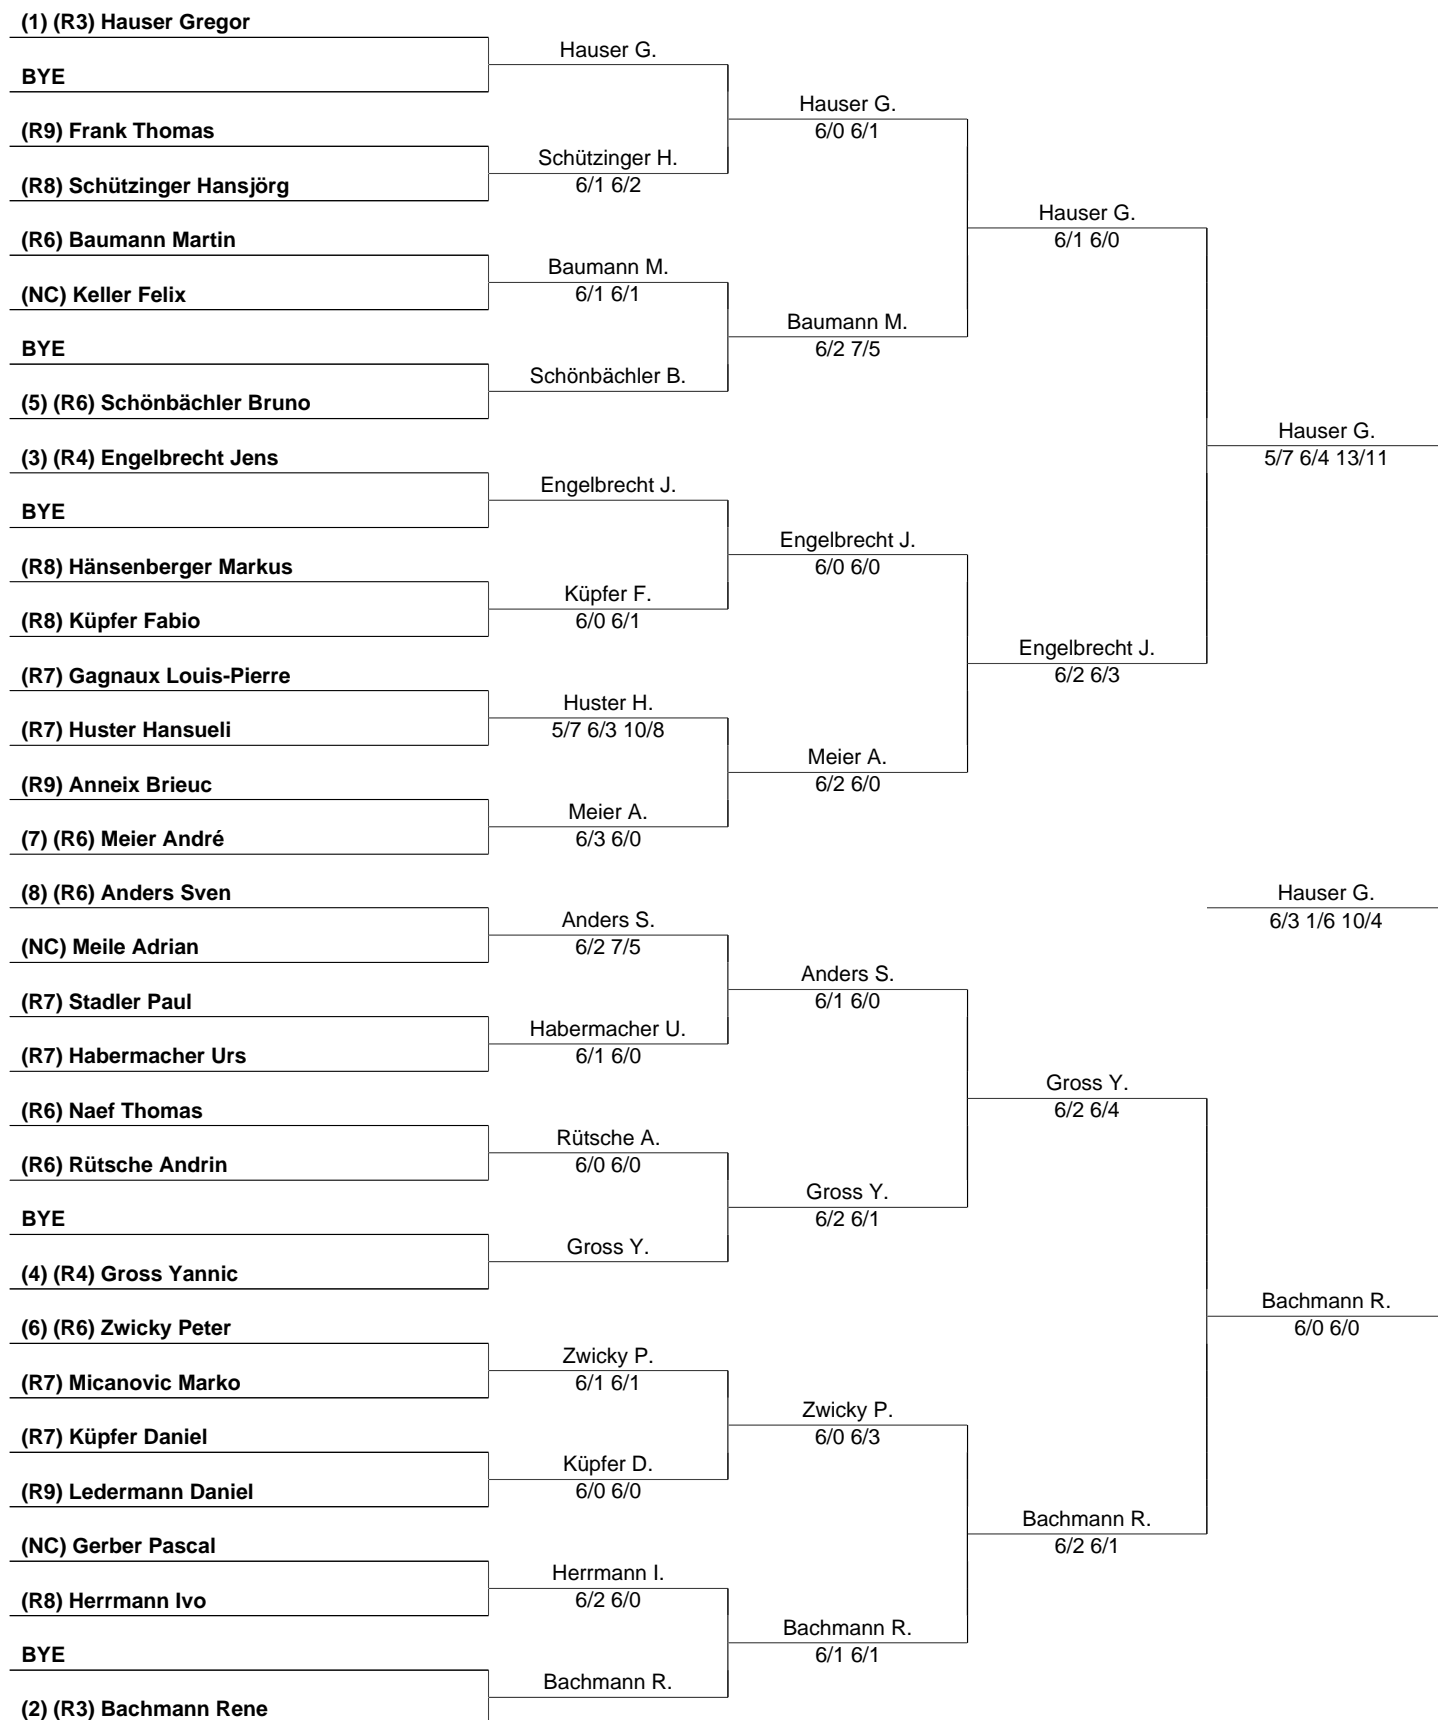 (1) (R3) Hauser Gregor
Hauser G.
BYE
Hauser G.
6/0 6/1
(R9) Frank Thomas
Schützinger H.
6/1 6/2
(R8) Schützinger Hansjörg
Hauser G.
6/1 6/0
(R6) Baumann Martin
Baumann M.
6/1 6/1
(NC) Keller Felix
Baumann M.
6/2 7/5
BYE
Schönbächler B.
(5) (R6) Schönbächler Bruno
Hauser G.
5/7 6/4 13/11
(3) (R4) Engelbrecht Jens
Engelbrecht J.
BYE
Engelbrecht J.
6/0 6/0
(R8) Hänsenberger Markus
Küpfer F.
6/0 6/1
(R8) Küpfer Fabio
Engelbrecht J.
6/2 6/3
(R7) Gagnaux Louis-Pierre
Huster H.
5/7 6/3 10/8
(R7) Huster Hansueli
Meier A.
6/2 6/0
(R9) Anneix Brieuc
Meier A.
6/3 6/0
(7) (R6) Meier André
(8) (R6) Anders Sven
Hauser G.
6/3 1/6 10/4
Anders S.
6/2 7/5
(NC) Meile Adrian
Anders S.
6/1 6/0
(R7) Stadler Paul
Habermacher U.
6/1 6/0
(R7) Habermacher Urs
Gross Y.
6/2 6/4
(R6) Naef Thomas
Rütsche A.
6/0 6/0
(R6) Rütsche Andrin
Gross Y.
6/2 6/1
BYE
Gross Y.
(4) (R4) Gross Yannic
Bachmann R.
6/0 6/0
(6) (R6) Zwicky Peter
Zwicky P.
6/1 6/1
(R7) Micanovic Marko
Zwicky P.
6/0 6/3
(R7) Küpfer Daniel
Küpfer D.
6/0 6/0
(R9) Ledermann Daniel
Bachmann R.
6/2 6/1
(NC) Gerber Pascal
Herrmann I.
6/2 6/0
(R8) Herrmann Ivo
Bachmann R.
6/1 6/1
BYE
Bachmann R.
(2) (R3) Bachmann Rene